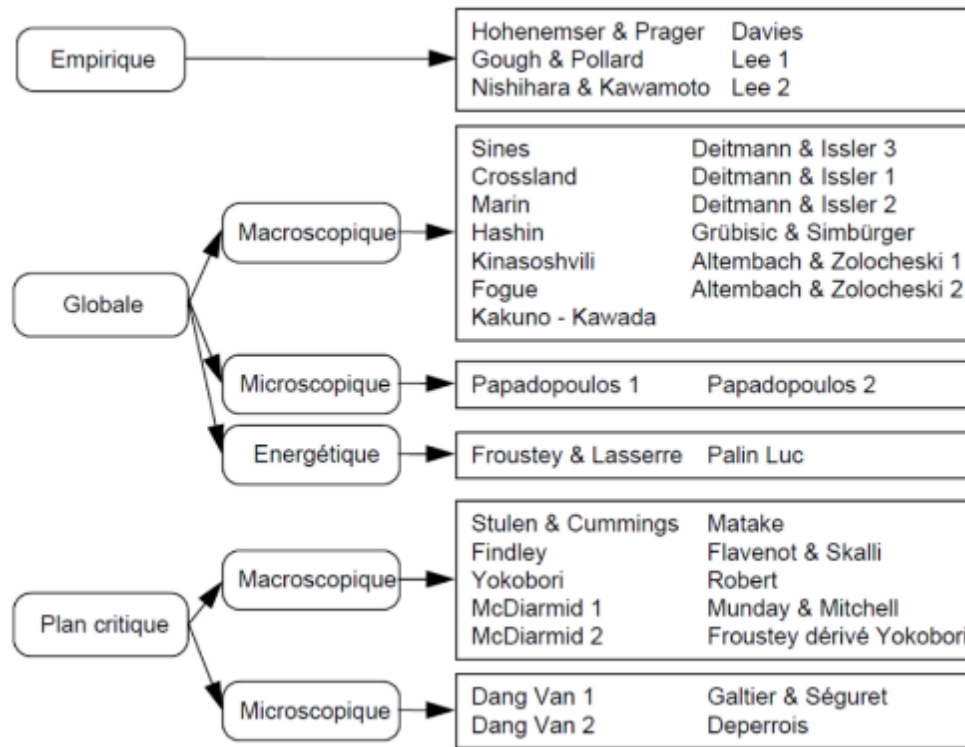 Empirique
Hohenemser & Prager Davies
Gough & Pollard Lee 1
Nishihara & Kawamoto Lee 2
Globale
Macroscopique
Sines Deitmann & Issler 3
Crossland Deitmann & Issler 1
Marin Deitmann & Issler 2
Hashin Grübisic & Simbürger
Kinasoshvili Altembach & Zolocheski 1
Fogue Altembach & Zolocheski 2
Kakuno - Kawada
Microscopique
Papadopoulos 1 Papadopoulos 2
Energétique
Froustey & Lasserre Palin Luc
Plan critique
Macroscopique
Stulen & Cummings Matake
Findley Flavenot & Skalli
Yokobori Robert
McDiarmid 1 Munday & Mitchell
McDiarmid 2 Froustey dérivé Yokobori
Microscopique
Dang Van 1 Galtier & Séguret
Dang Van 2 Deperrois